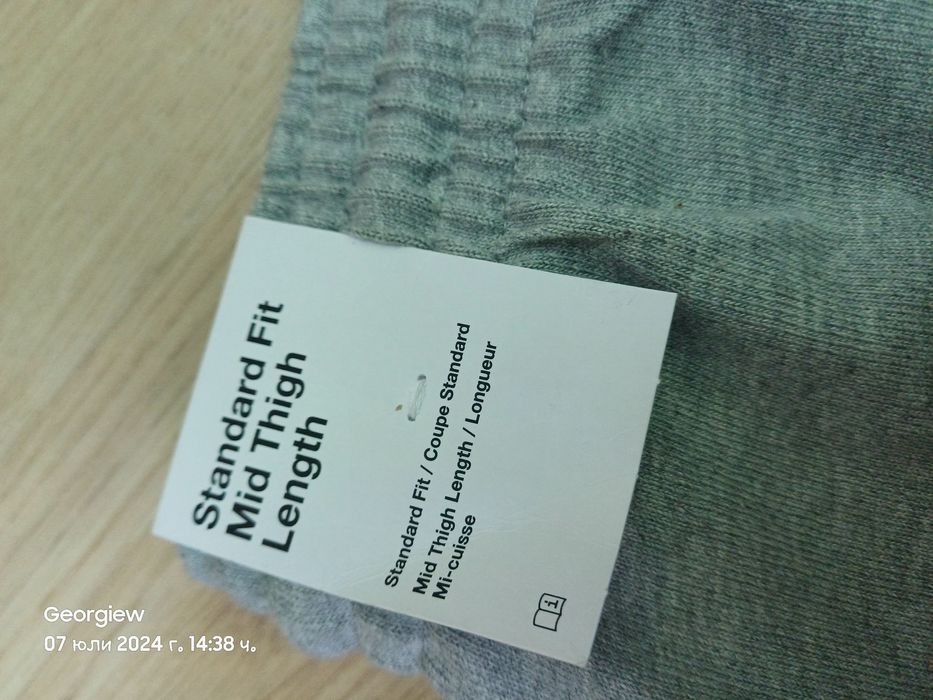 Standard Fit
Mid Thigh
Length
Standard Fit / Coupe Standard
Mid Thigh Length / Longueur
Mi-cuisse
i
Georgiew
07 юли 2024 г. 14:38 ч.